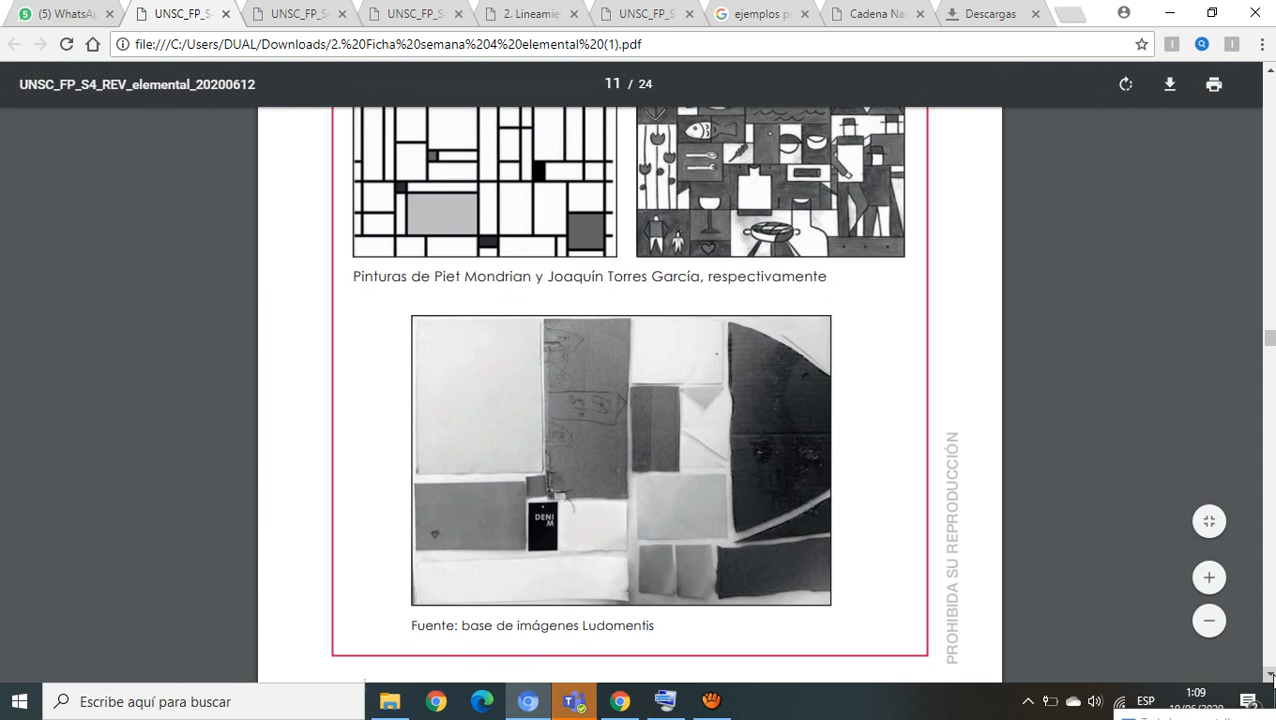 (5) WhatsA
UNSC_FP_S
UNSC_FP_S
UNSC_FP_S
2. Lineamie
UNSC_FP_S
ejemplos p
Cadena Na
Descargas
file:///C:/Users/DUAL/Downloads/2.%20Ficha%20semana%204%20elemental%20(1).pdf
UNSC_FP_S4_REV_elemental_20200612
11 / 24
Pinturas de Piet Mondrian y Joaquín Torres García, respectivamente
DENI
M
Fuente: base de imágenes Ludomentis
PROHIBIDA SU REPRODUCCIÓN
Escribe aquí para buscar
ESP
1:09